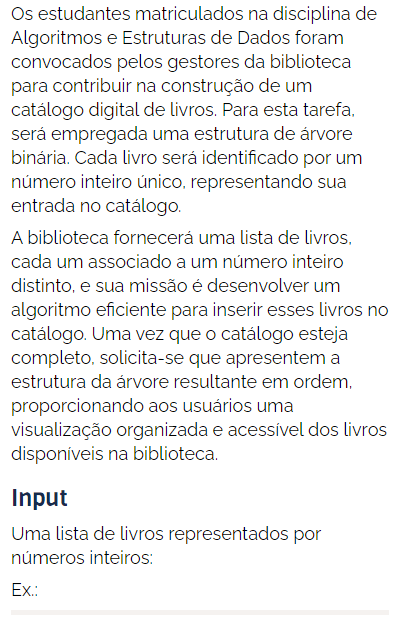 Os estudantes matriculados na disciplina de
Algoritmos e Estruturas de Dados foram
convocados pelos gestores da biblioteca
para contribuir na construção de um
catálogo digital de livros. Para esta tarefa,
será empregada uma estrutura de árvore
binária. Cada livro será identificado por um
número inteiro único, representando sua
entrada no catálogo.
A biblioteca fornecerá uma lista de livros,
cada um associado a um número inteiro
distinto, e sua missão é desenvolver um
algoritmo eficiente para inserir esses livros no
catálogo. Uma vez que o catálogo esteja
completo, solicita-se que apresentem a
estrutura da árvore resultante em ordem,
proporcionando aos usuários uma
visualização organizada e acessível dos livros
disponíveis na biblioteca.
Input
Uma lista de livros representados por
números inteiros:
Ex.: